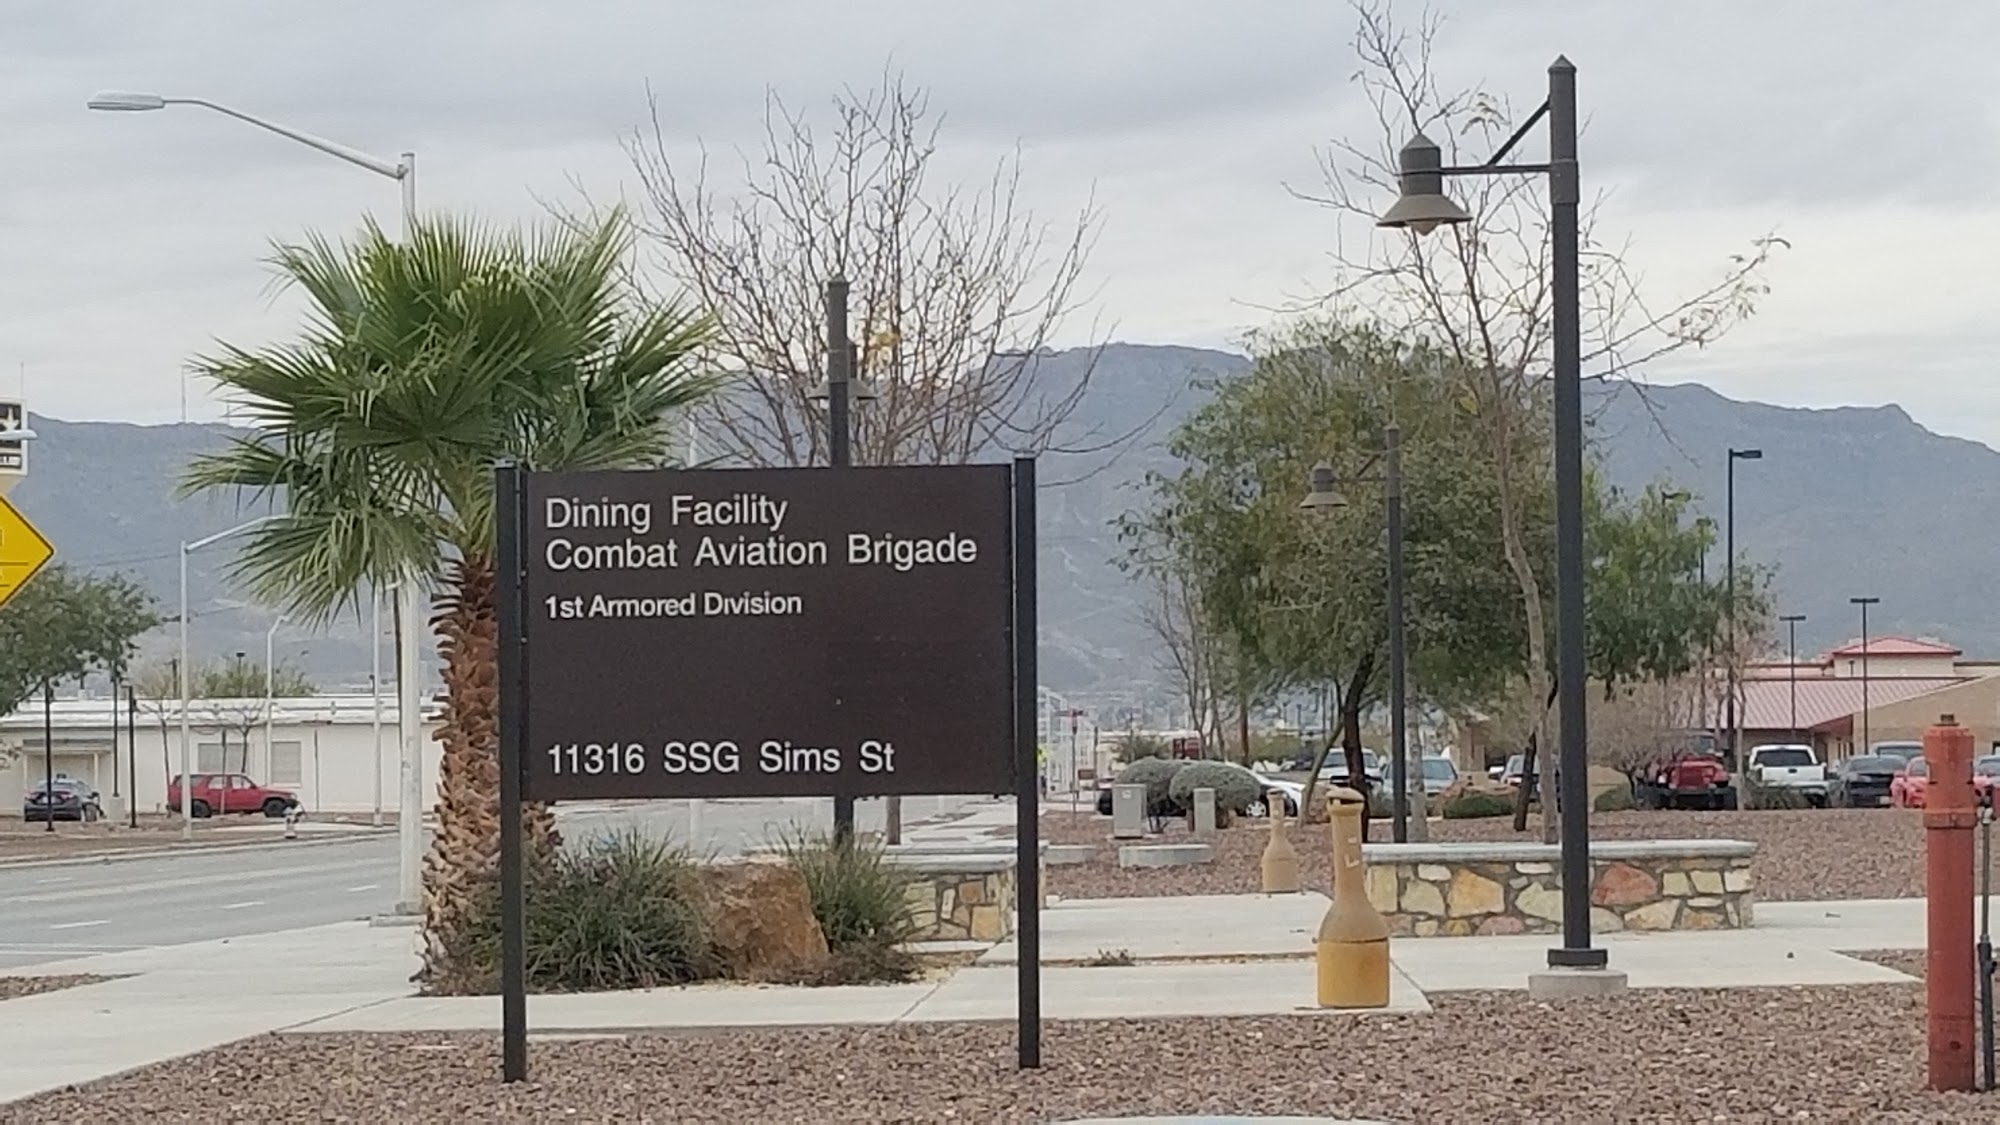 Dining Facility
Combat Aviation Brigade
1st Armored Division
11316 SSG Sims St